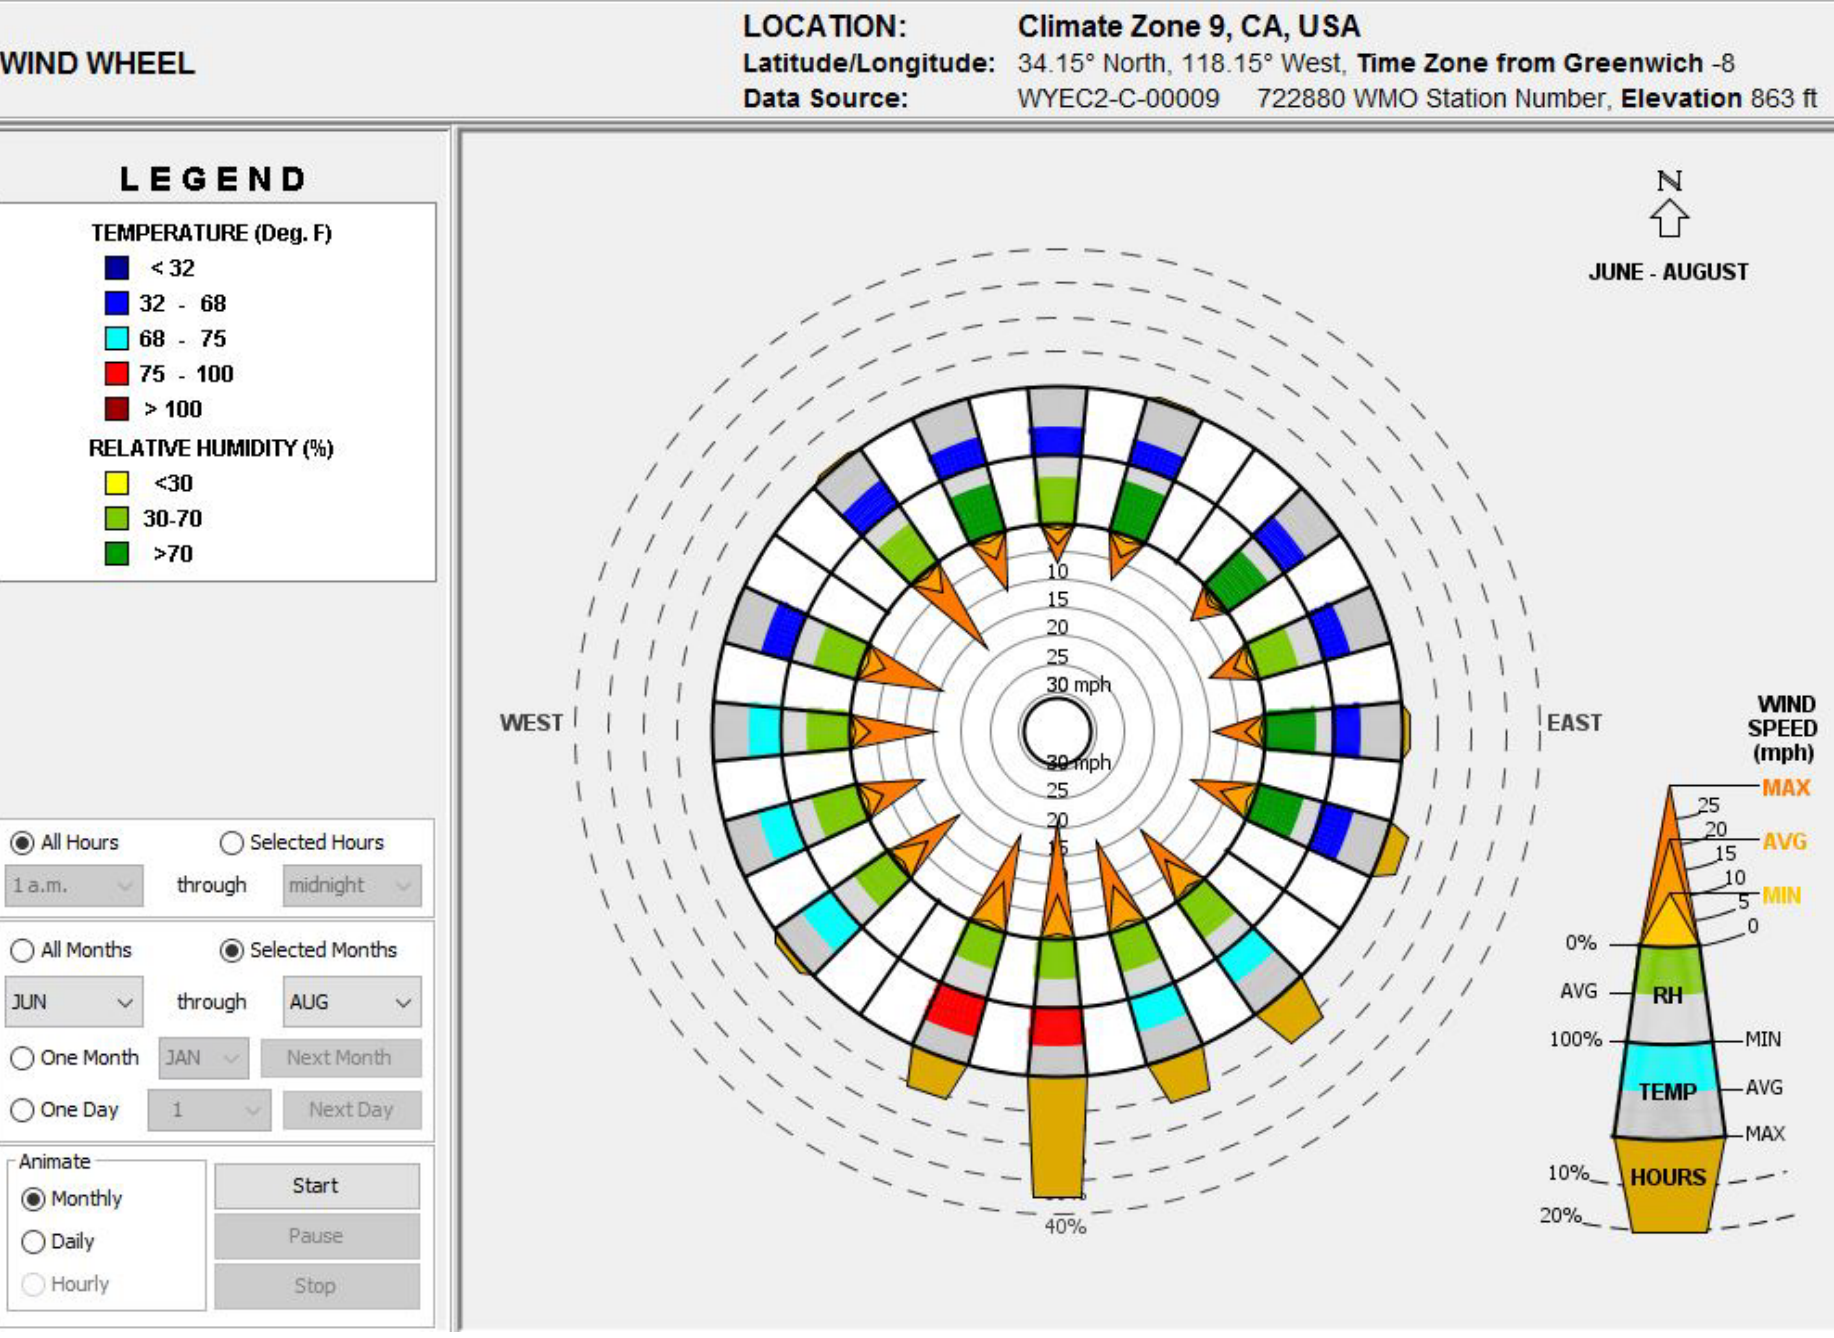 WIND WHEEL
LOCATION: Climate Zone 9, CA, USA
Latitude/Longitude: 34.15° North, 118.15° West, Time Zone from Greenwich -8
Data Source: WYEC2-C-00009 722880 WMO Station Number, Elevation 863 ft
LEGEND
TEMPERATURE (Deg. F)
< 32
32 - 68
68 - 75
75 - 100
> 100
RELATIVE HUMIDITY (%)
<30
30-70
>70
All Hours Selected Hours
1 a.m. through midnight
All Months Selected Months
JUN through AUG
One Month JAN Next Month
One Day 1 Next Day
Animate
Monthly
Daily
Hourly
Start
Pause
Stop
N
JUNE - AUGUST
WEST
EAST
10
15
20
25
30 mph
30 mph
25
20
15
40%
WIND
SPEED
(mph)
MAX
25
20
AVG
15
10
MIN
5
0
0%
AVG
RH
100%
MIN
TEMP
AVG
MAX
10%
HOURS
20%